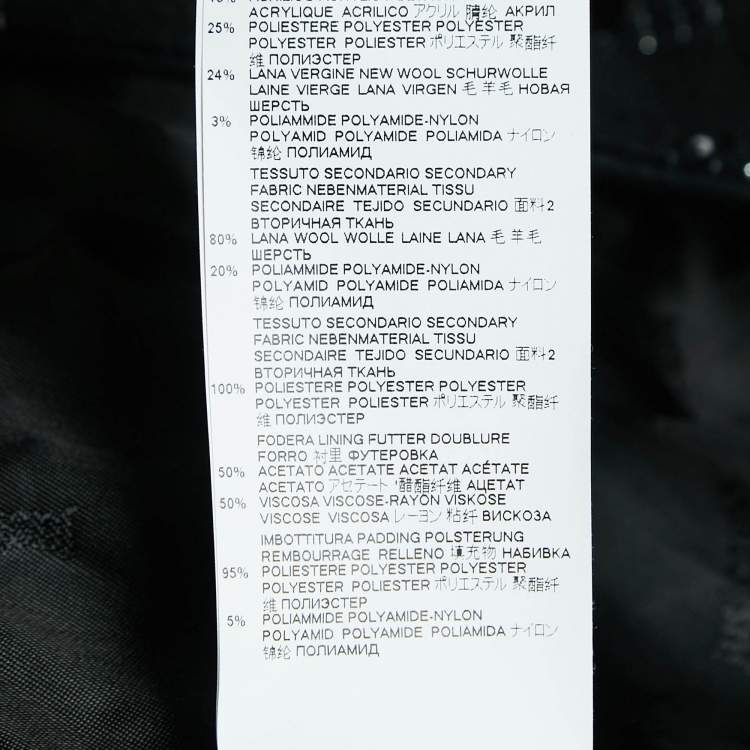 ACRYLIQUE ACRILICO アクリル 腈纶 АКРИЛ
25% POLIESTERE POLYESTER POLYESTER
POLYESTER POLIESTER ポリエステル 聚酯纤
维 ПОЛИЭСТЕР
24% LANA VERGINE NEW WOOL SCHURWOLLE
LAINE VIERGE LANA VIRGEN 毛 羊毛 НОВАЯ
ШЕРСТЬ
3% POLIAMMIDE POLYAMIDE-NYLON
POLYAMID POLYAMIDE POLIAMIDA ナイロン
锦纶 ПОЛИАМИД
TESSUTO SECONDARIO SECONDARY
FABRIC NEBENMATERIAL TISSU
SECONDAIRE TEJIDO SECUNDARIO 面料2
ВТОРИЧНАЯ ТКАНЬ
80% LANA WOOL WOLLE LAINE LANA 毛 羊毛
ШЕРСТЬ
20% POLIAMMIDE POLYAMIDE-NYLON
POLYAMID POLYAMIDE POLIAMIDA ナイロン
锦纶 ПОЛИАМИД
TESSUTO SECONDARIO SECONDARY
FABRIC NEBENMATERIAL TISSU
SECONDAIRE TEJIDO SECUNDARIO 面料2
ВТОРИЧНАЯ ТКАНЬ
100% POLIESTERE POLYESTER POLYESTER
POLYESTER POLIESTER ポリエステル 聚酯纤
维 ПОЛИЭСТЕР
FODERA LINING FUTTER DOUBLURE
FORRO 衬里 ФУТЕРОВКА
50% ACETATO ACETATE ACETAT ACÉTATE
ACETATO アセテート 醋酯纤维 АЦЕТАТ
50% VISCOSA VISCOSE-RAYON VISKOSE
VISCOSE VISCOSA レーヨン 粘纤 ВИСКОЗА
IMBOTTITURA PADDING POLSTERUNG
REMBOURRAGE RELLENO 填充物 НАБИВКА
95% POLIESTERE POLYESTER POLYESTER
POLYESTER POLIESTER ポリエステル 聚酯纤
维 ПОЛИЭСТЕР
5% POLIAMMIDE POLYAMIDE-NYLON
POLYAMID POLYAMIDE POLIAMIDA ナイロン
锦纶 ПОЛИАМИД